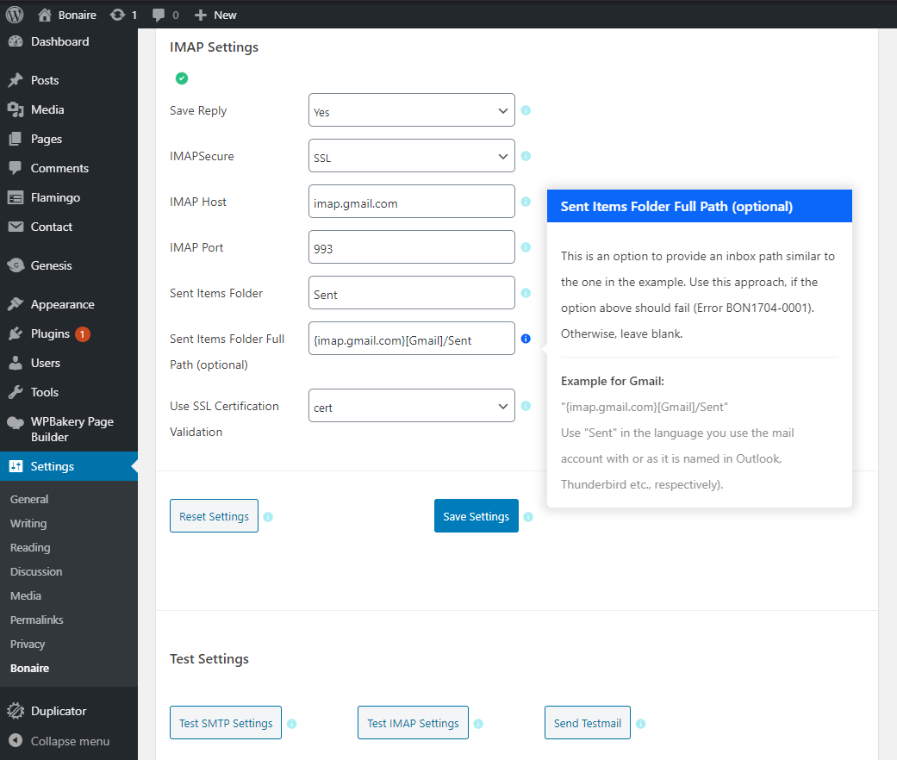 Bonaire 1 0 New
Dashboard
Posts
Media
Pages
Comments
Flamingo
Contact
Genesis
Appearance
Plugins 1
Users
Tools
WPBakery Page
Builder
Settings
General
Writing
Reading
Discussion
Media
Permalinks
Privacy
Bonaire
Duplicator
Collapse menu
IMAP Settings
Save Reply
Yes
IMAPSecure
SSL
IMAP Host
imap.gmail.com
IMAP Port
993
Sent Items Folder
Sent
Sent Items Folder Full
Path (optional)
{imap.gmail.com}[Gmail]/Sent
Use SSL Certification
Validation
cert
Sent Items Folder Full Path (optional)
This is an option to provide an inbox path similar to
the one in the example. Use this approach, if the
option above should fail (Error BON1704-0001).
Otherwise, leave blank.
Example for Gmail:
"{imap.gmail.com}[Gmail]/Sent"
Use "Sent" in the language you use the mail
account with or as it is named in Outlook,
Thunderbird etc., respectively).
Reset Settings
Save Settings
Test Settings
Test SMTP Settings
Test IMAP Settings
Send Testmail